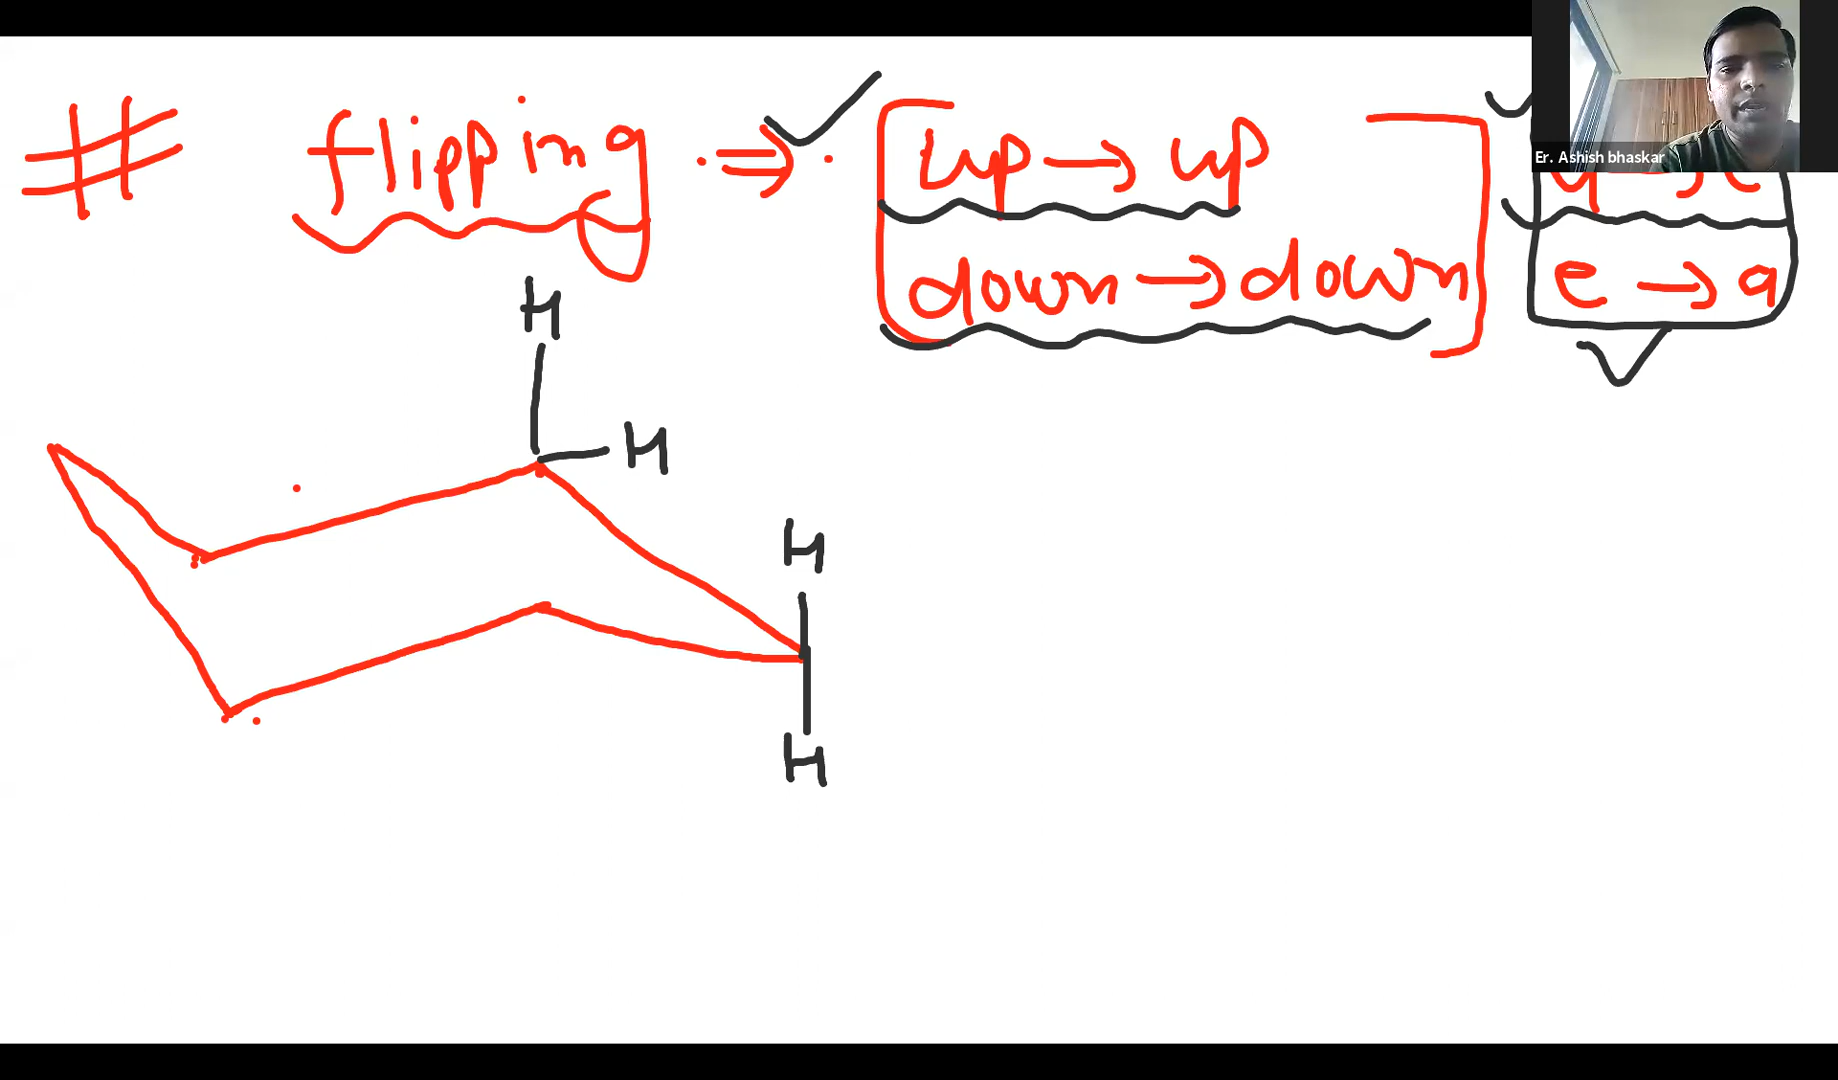 # flipping ⇒ up → up
down → down
e → a
Er. Ashish bhaskar
H
H
H
H